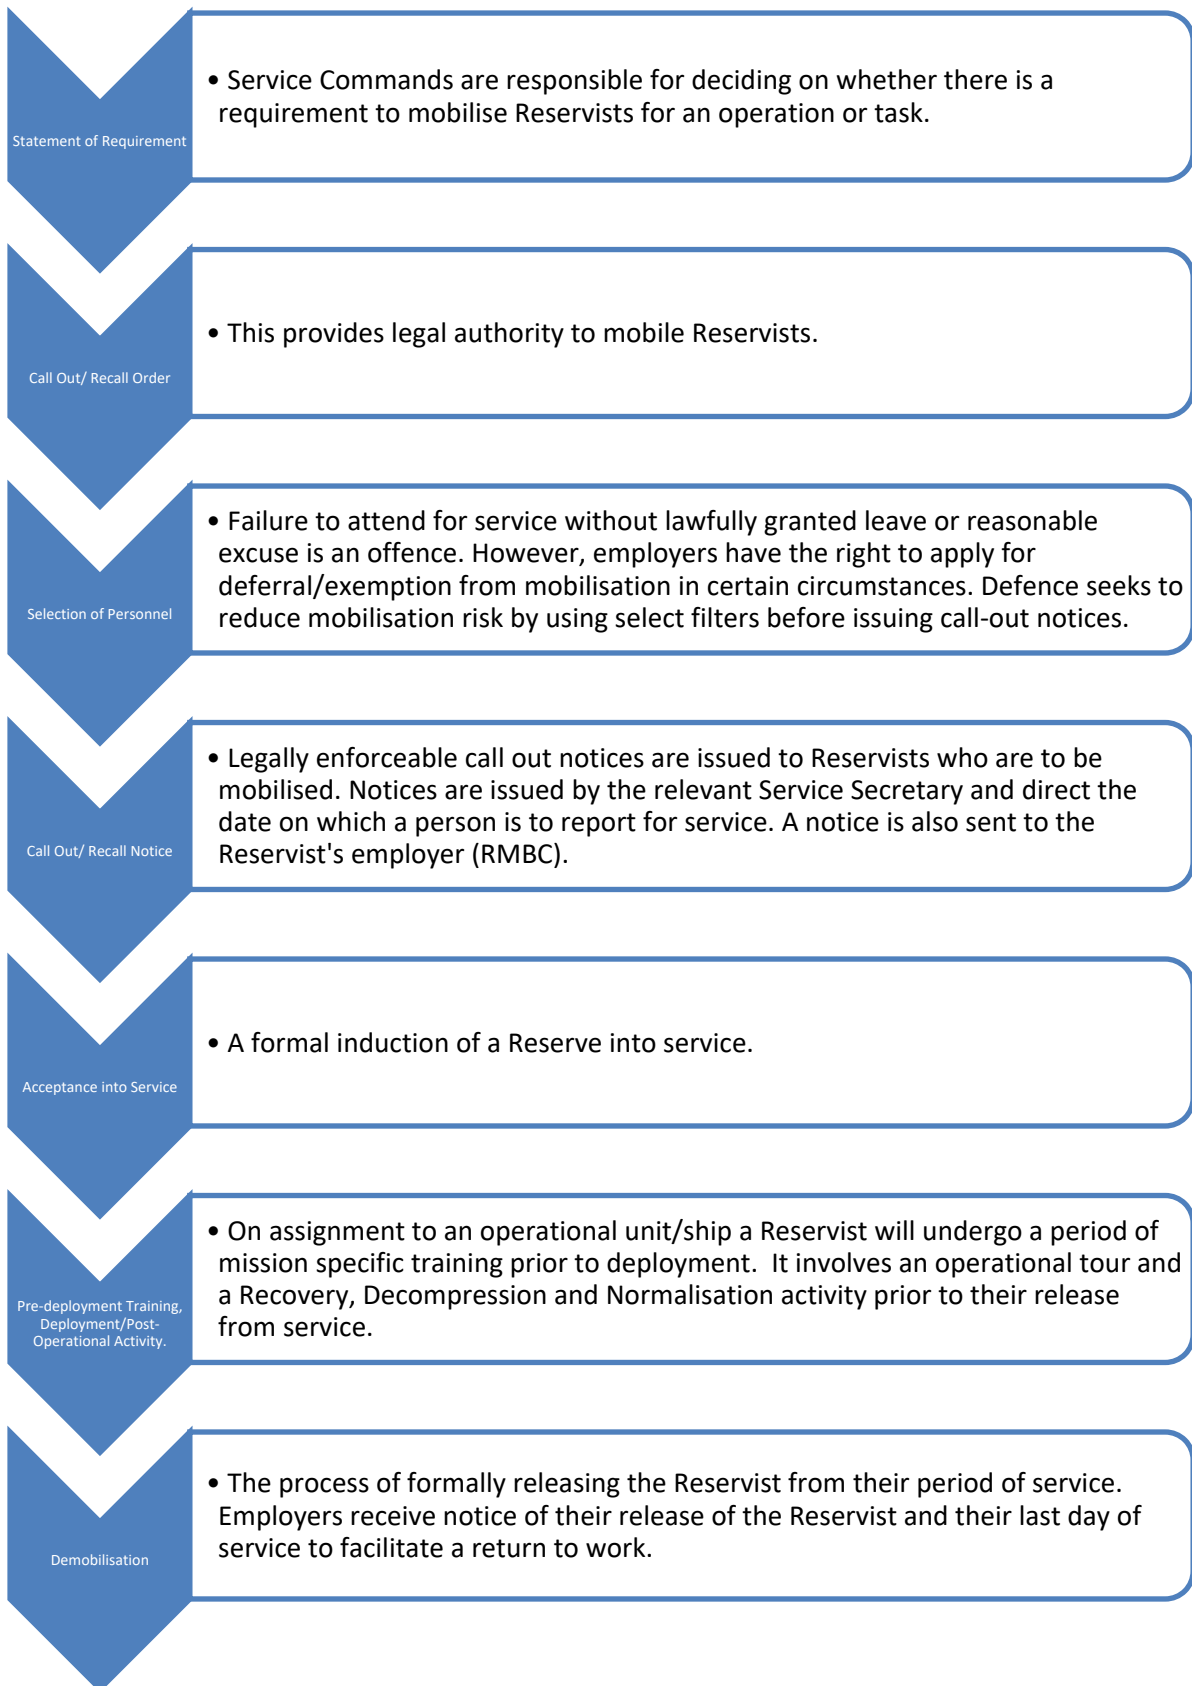 Statement of Requirement
• Service Commands are responsible for deciding on whether there is a
requirement to mobilise Reservists for an operation or task.
Call Out/ Recall Order
• This provides legal authority to mobile Reservists.
Selection of Personnel
• Failure to attend for service without lawfully granted leave or reasonable
excuse is an offence. However, employers have the right to apply for
deferral/exemption from mobilisation in certain circumstances. Defence seeks to
reduce mobilisation risk by using select filters before issuing call-out notices.
Call Out/ Recall Notice
• Legally enforceable call out notices are issued to Reservists who are to be
mobilised. Notices are issued by the relevant Service Secretary and direct the
date on which a person is to report for service. A notice is also sent to the
Reservist's employer (RMBC).
Acceptance into Service
• A formal induction of a Reserve into service.
Pre-deployment Training,
Deployment/Post-
Operational Activity.
• On assignment to an operational unit/ship a Reservist will undergo a period of
mission specific training prior to deployment.  It involves an operational tour and
a Recovery, Decompression and Normalisation activity prior to their release
from service.
Demobilisation
• The process of formally releasing the Reservist from their period of service.
Employers receive notice of their release of the Reservist and their last day of
service to facilitate a return to work.